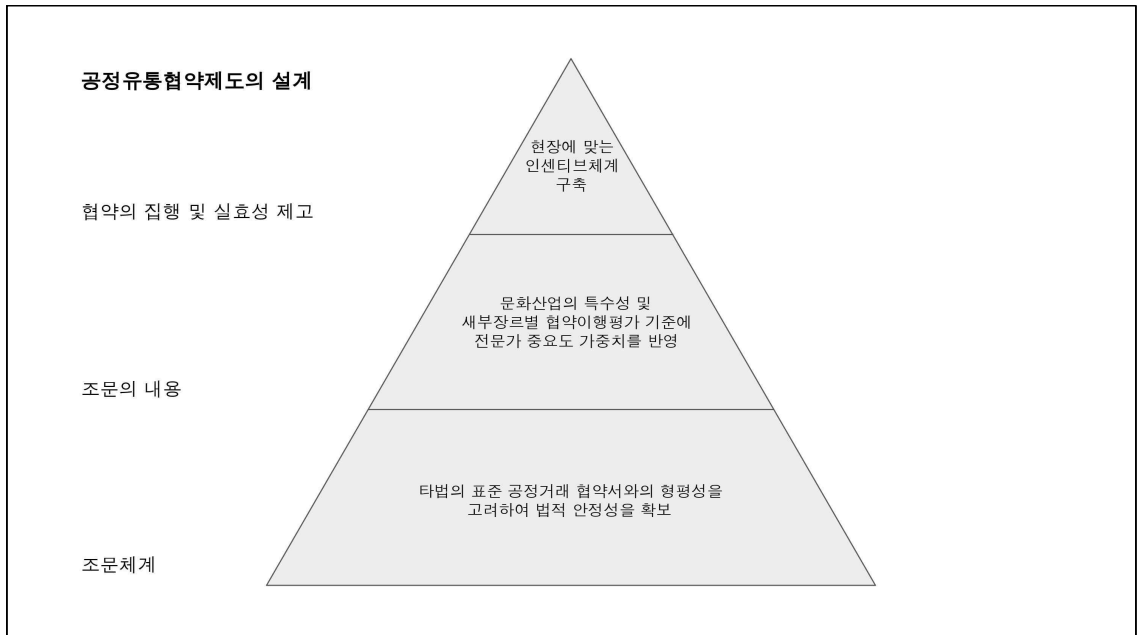 공정유통협약제도의 설계
현장에 맞는
인센티브체계
구축
협약의 집행 및 실효성 제고
문화산업의 특수성 및
새부장르별 협약이행평가 기준에
전문가 중요도 가중치를 반영
조문의 내용
타법의 표준 공정거래 협약서와의 형평성을
고려하여 법적 안정성을 확보
조문체계